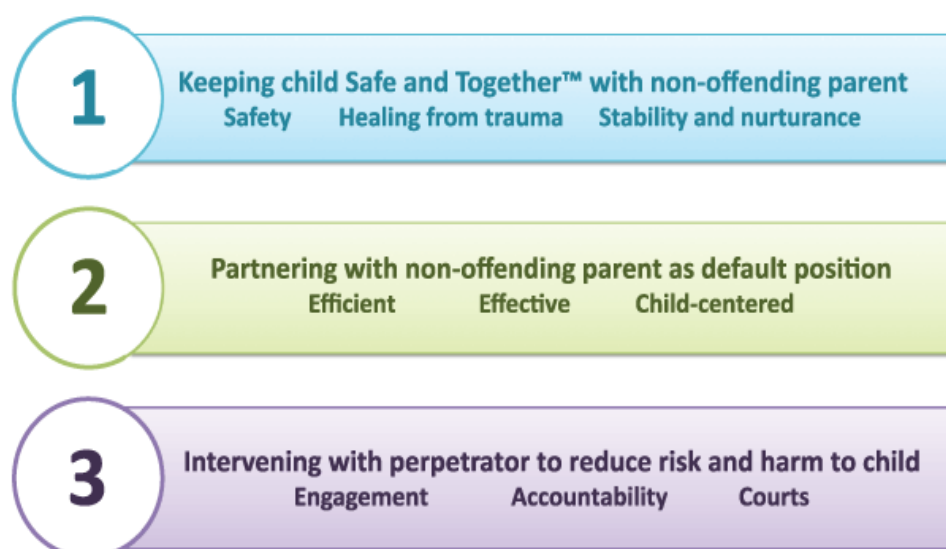 1
Keeping child Safe and Together™ with non-offending parent
Safety Healing from trauma Stability and nurturance
2
Partnering with non-offending parent as default position
Efficient Effective Child-centered
3
Intervening with perpetrator to reduce risk and harm to child
Engagement Accountability Courts